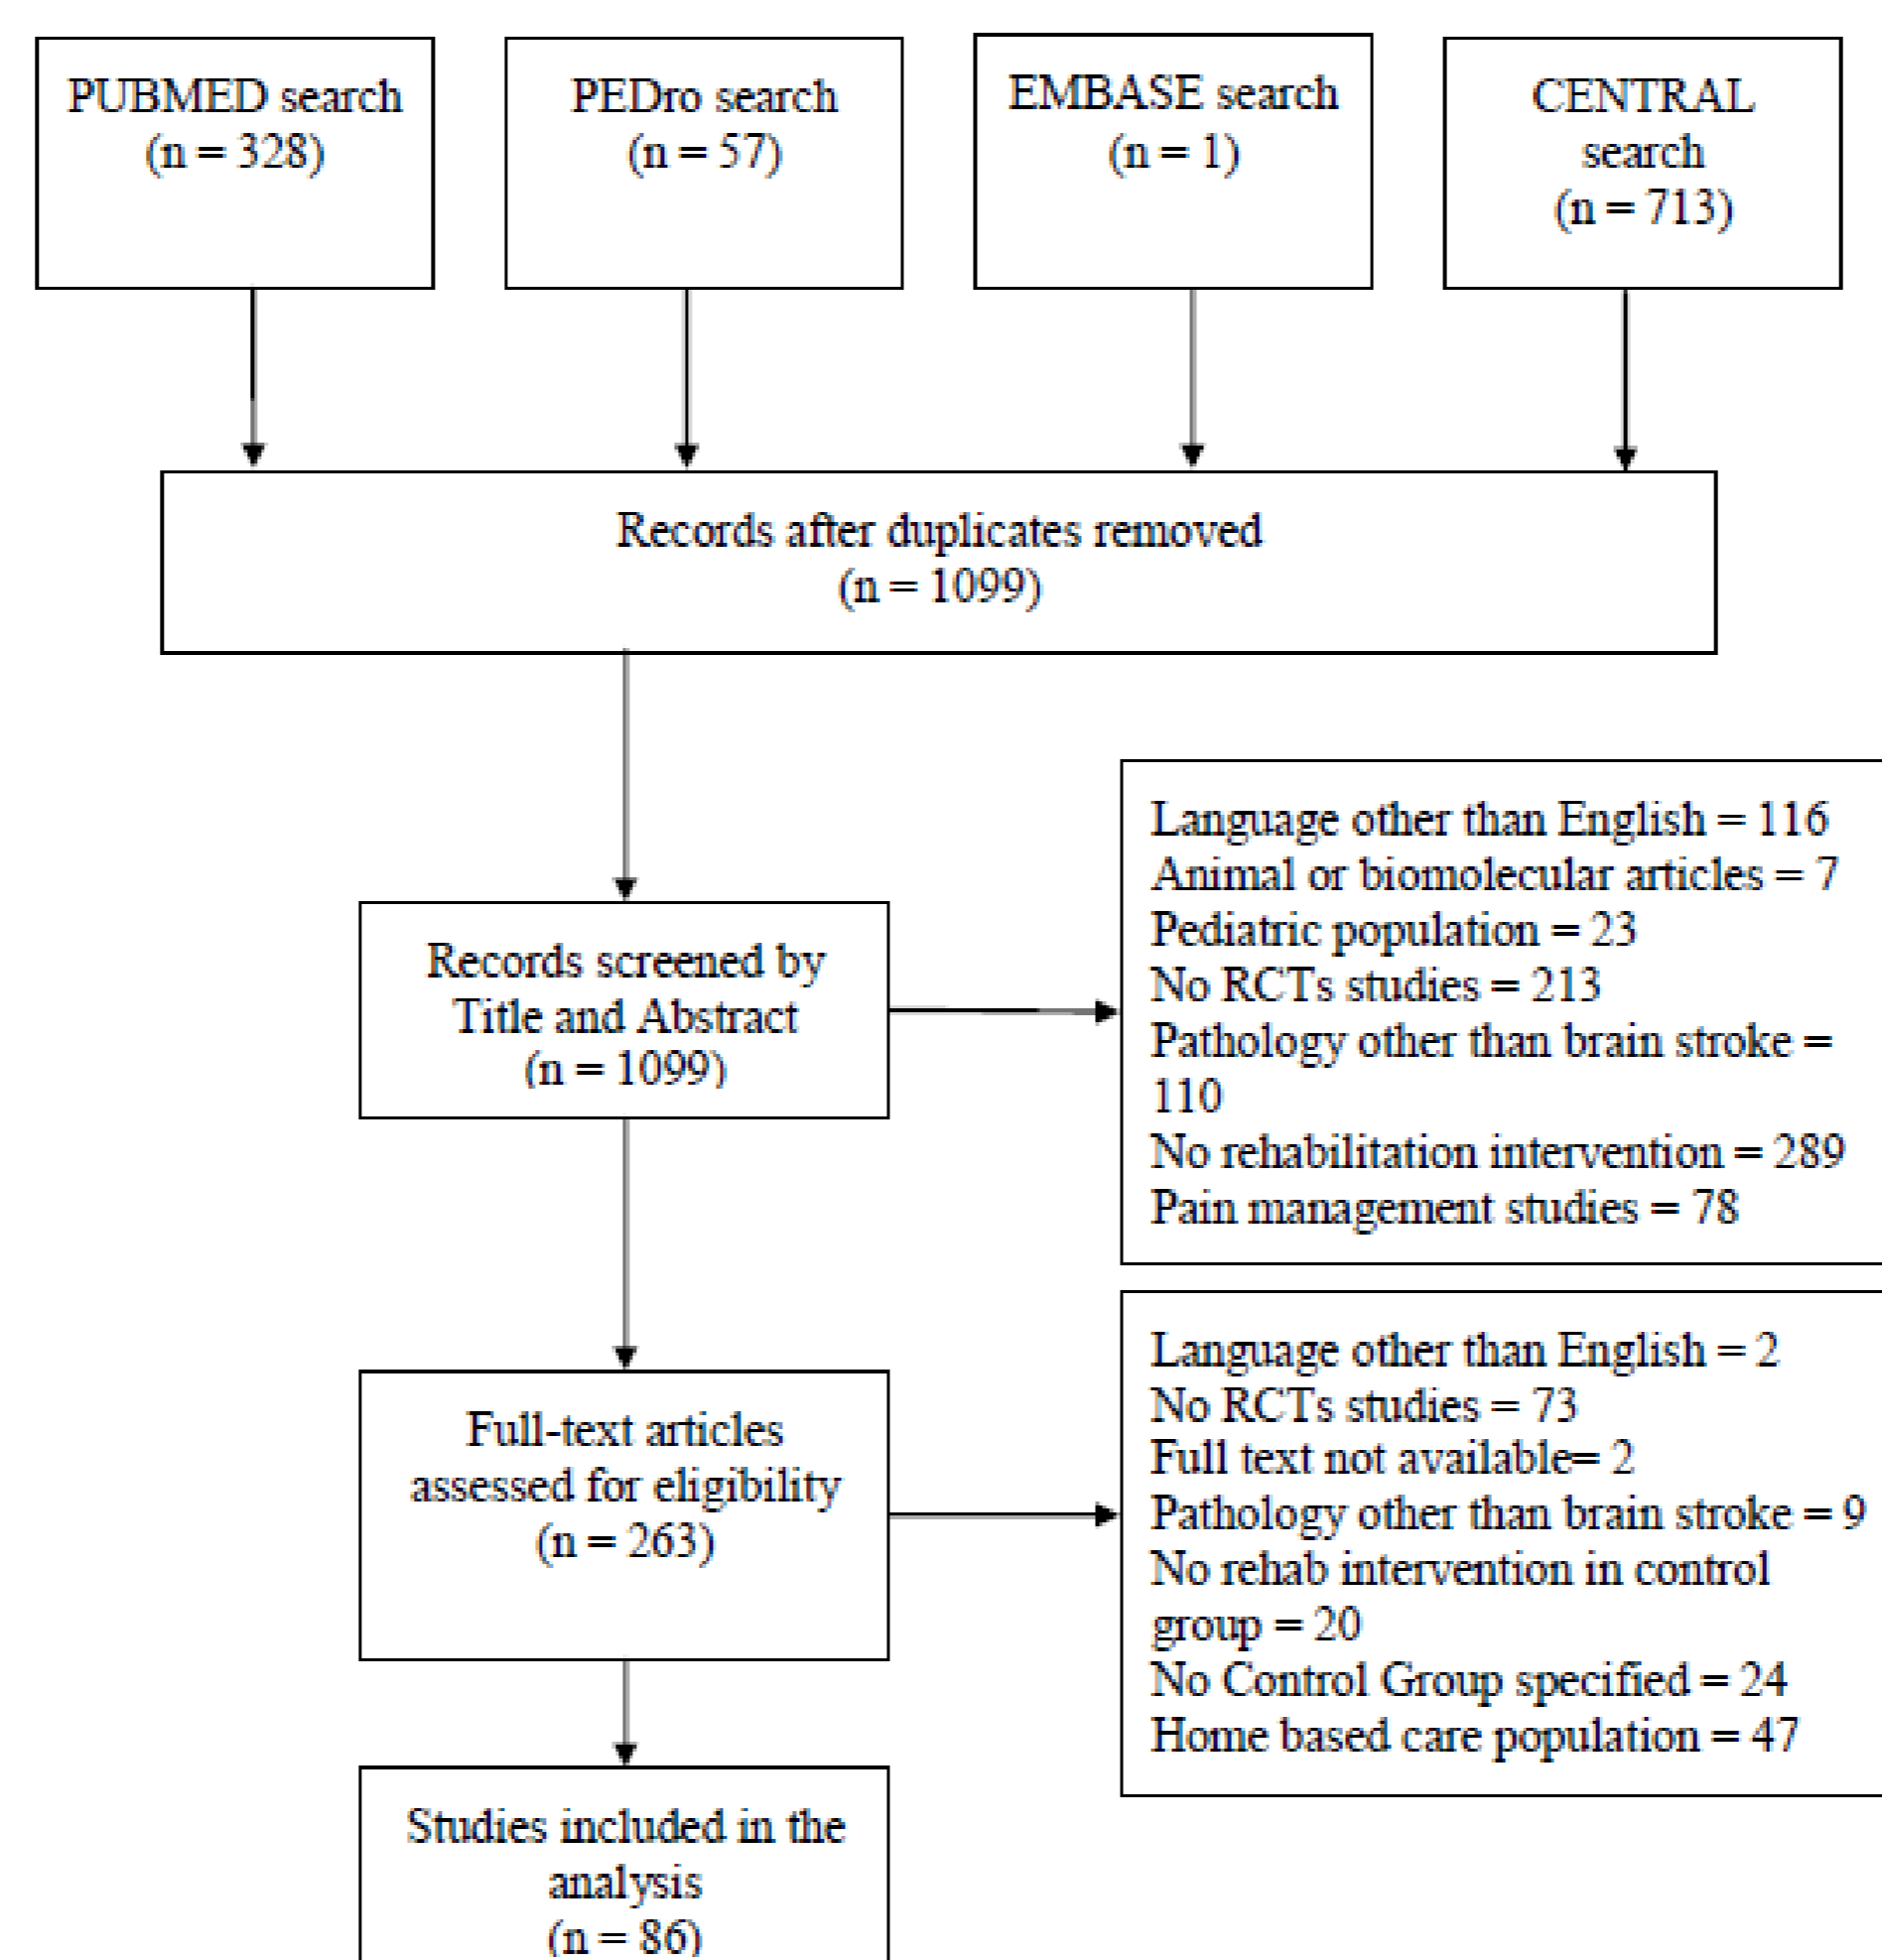 PUBMED search
(n = 328)
PEDro search
(n = 57)
EMBASE search
(n = 1)
CENTRAL
search
(n = 713)
Records after duplicates removed
(n = 1099)
Records screened by
Title and Abstract
(n = 1099)
Language other than English = 116
Animal or biomolecular articles = 7
Pediatric population = 23
No RCTs studies = 213
Pathology other than brain stroke =
110
No rehabilitation intervention = 289
Pain management studies = 78
Full-text articles
assessed for eligibility
(n = 263)
Language other than English = 2
No RCTs studies = 73
Full text not available= 2
Pathology other than brain stroke = 9
No rehab intervention in control
group = 20
No Control Group specified = 24
Home based care population = 47
Studies included in the
analysis
(n = 86)